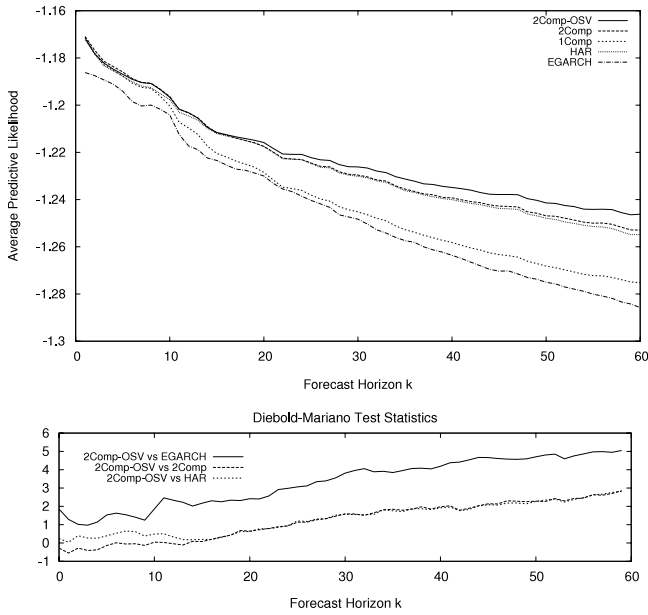 -1.16
-1.18
-1.2
-1.22
-1.24
-1.26
-1.28
-1.3
Average Predictive Likelihood
2Comp-OSV
2Comp
1Comp
HAR
EGARCH
0 10 20 30 40 50 60
Forecast Horizon k
Diebold-Mariano Test Statistics
6
5
4
3
2
1
0
-1
2Comp-OSV vs EGARCH
2Comp-OSV vs 2Comp
2Comp-OSV vs HAR
0 10 20 30 40 50 60
Forecast Horizon k